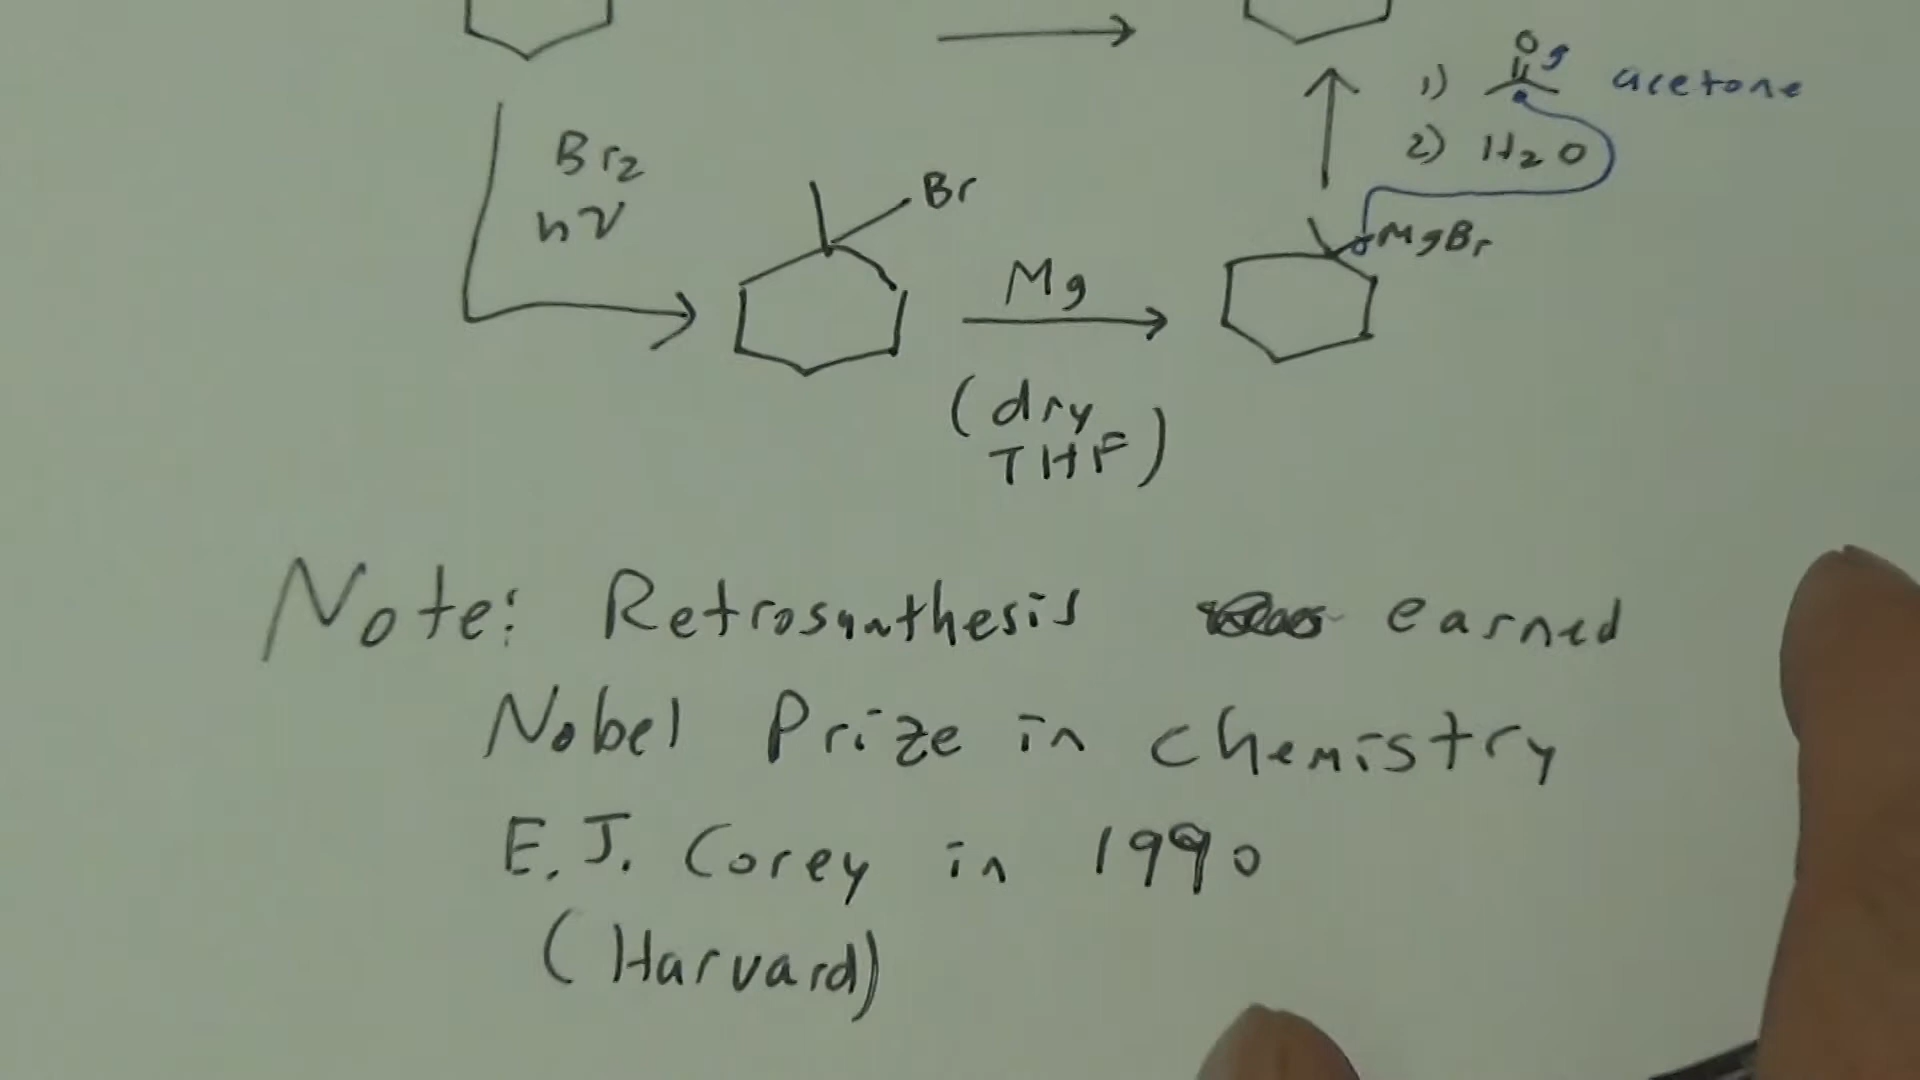 O
1) acetone
2) H2O
Br2
hν
Br
Mg
MgBr
(dry
THF)
Note: Retrosynthesis earned
Nobel Prize in Chemistry
E.J. Corey in 1990
(Harvard)